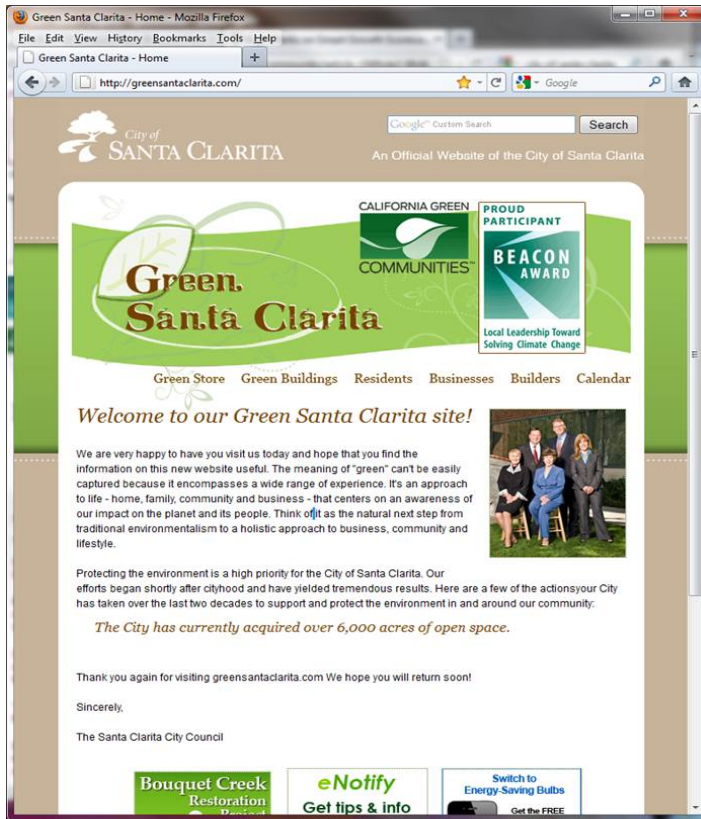 Green Santa Clarita - Home - Mozilla Firefox
File Edit View History Bookmarks Tools Help
Green Santa Clarita - Home
http://greensantaclarita.com/
Google
Google™ Custom Search
Search
City of
SANTA CLARITA
An Official Website of the City of Santa Clarita
CALIFORNIA GREEN
COMMUNITIES™
PROUD
PARTICIPANT
BEACON
AWARD
Local Leadership Toward
Solving Climate Change
Green
Santa Clarita
Green Store Green Buildings Residents Businesses Builders Calendar
Welcome to our Green Santa Clarita site!
We are very happy to have you visit us today and hope that you find the
information on this new website useful. The meaning of "green" can't be easily
captured because it encompasses a wide range of experience. It's an approach
to life - home, family, community and business - that centers on an awareness of
our impact on the planet and its people. Think of it as the natural next step from
traditional environmentalism to a holistic approach to business, community and
lifestyle.
Protecting the environment is a high priority for the City of Santa Clarita. Our
efforts began shortly after cityhood and have yielded tremendous results. Here are a few of the actionsyour City
has taken over the last two decades to support and protect the environment in and around our community:
The City has currently acquired over 6,000 acres of open space.
Thank you again for visiting greensantaclarita.com We hope you will return soon!
Sincerely,
The Santa Clarita City Council
Bouquet Creek
Restoration
Project
eNotify
Get tips & info
Switch to
Energy-Saving Bulbs
Get the FREE